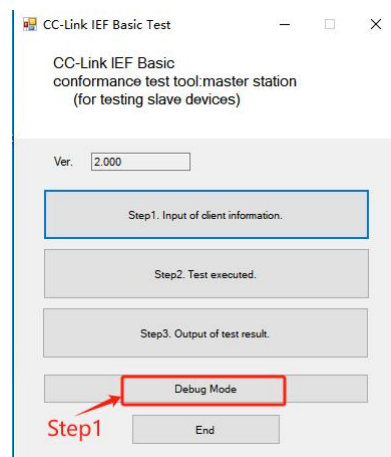 CC-Link IEF Basic Test
CC-Link IEF Basic
conformance test tool:master station
(for testing slave devices)
Ver. 2.000
Step1. Input of client information.
Step2. Test executed.
Step3. Output of test result.
Debug Mode
Step1
End